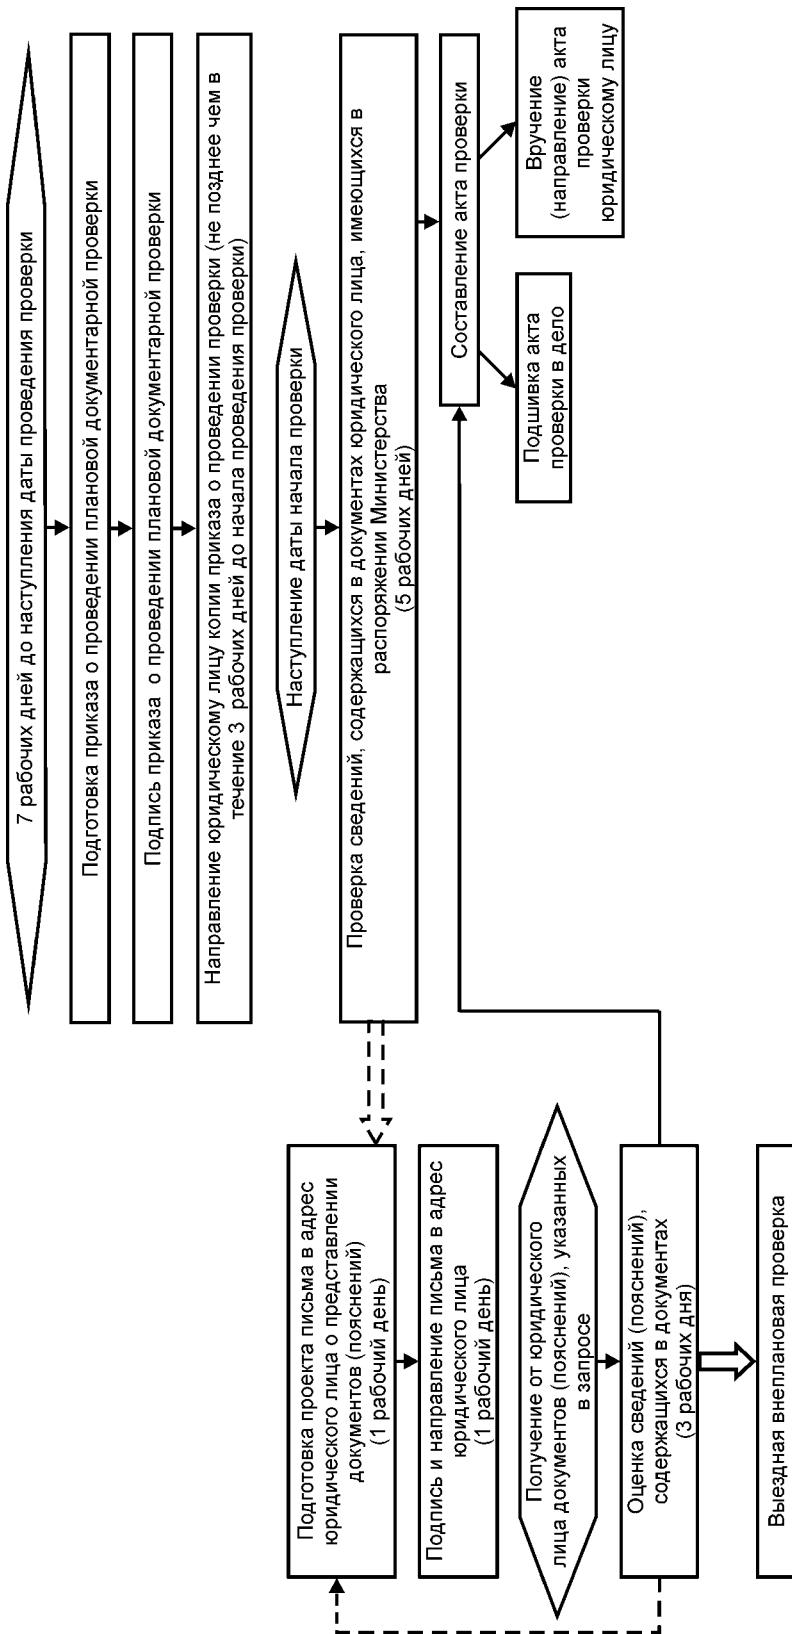 7 рабочих дней до наступления даты проведения проверки
Подготовка приказа о проведении плановой документарной проверки
Подпись приказа о проведении плановой документарной проверки
Направление юридическому лицу копии приказа о проведении проверки (не позднее чем в
течение 3 рабочих дней до начала проведения проверки)
Наступление даты начала проверки
Проверка сведений, содержащихся в документах юридического лица, имеющихся в
распоряжении Министерства
(5 рабочих дней)
Составление акта проверки
Подшивка акта
проверки в дело
Вручение
(направление) акта
проверки
юридическому лицу
Подготовка проекта письма в адрес
юридического лица о представлении
документов (пояснений)
(1 рабочий день)
Подпись и направление письма в адрес
юридического лица
(1 рабочий день)
Получение от юридического
лица документов (пояснений), указанных
в запросе
Оценка сведений (пояснений),
содержащихся в документах
(3 рабочих дня)
Выездная внеплановая проверка